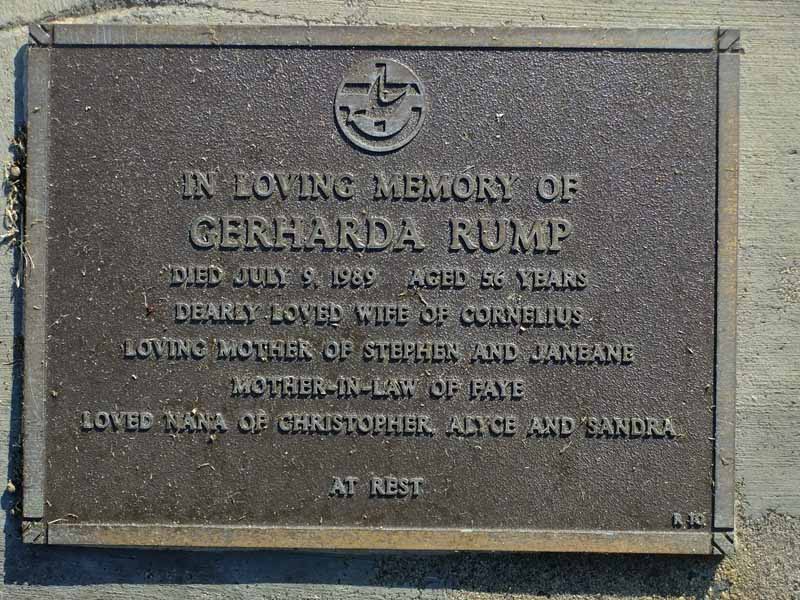 IN LOVING MEMORY OF
GERHARDA RUMP
DIED JULY 9, 1989 AGED 56 YEARS
DEARLY LOVED WIFE OF CORNELIUS
LOVING MOTHER OF STEPHEN AND JANEANE
MOTHER-IN-LAW OF FAYE
LOVED NANA OF CHRISTOPHER, ALYCE AND SANDRA
AT REST